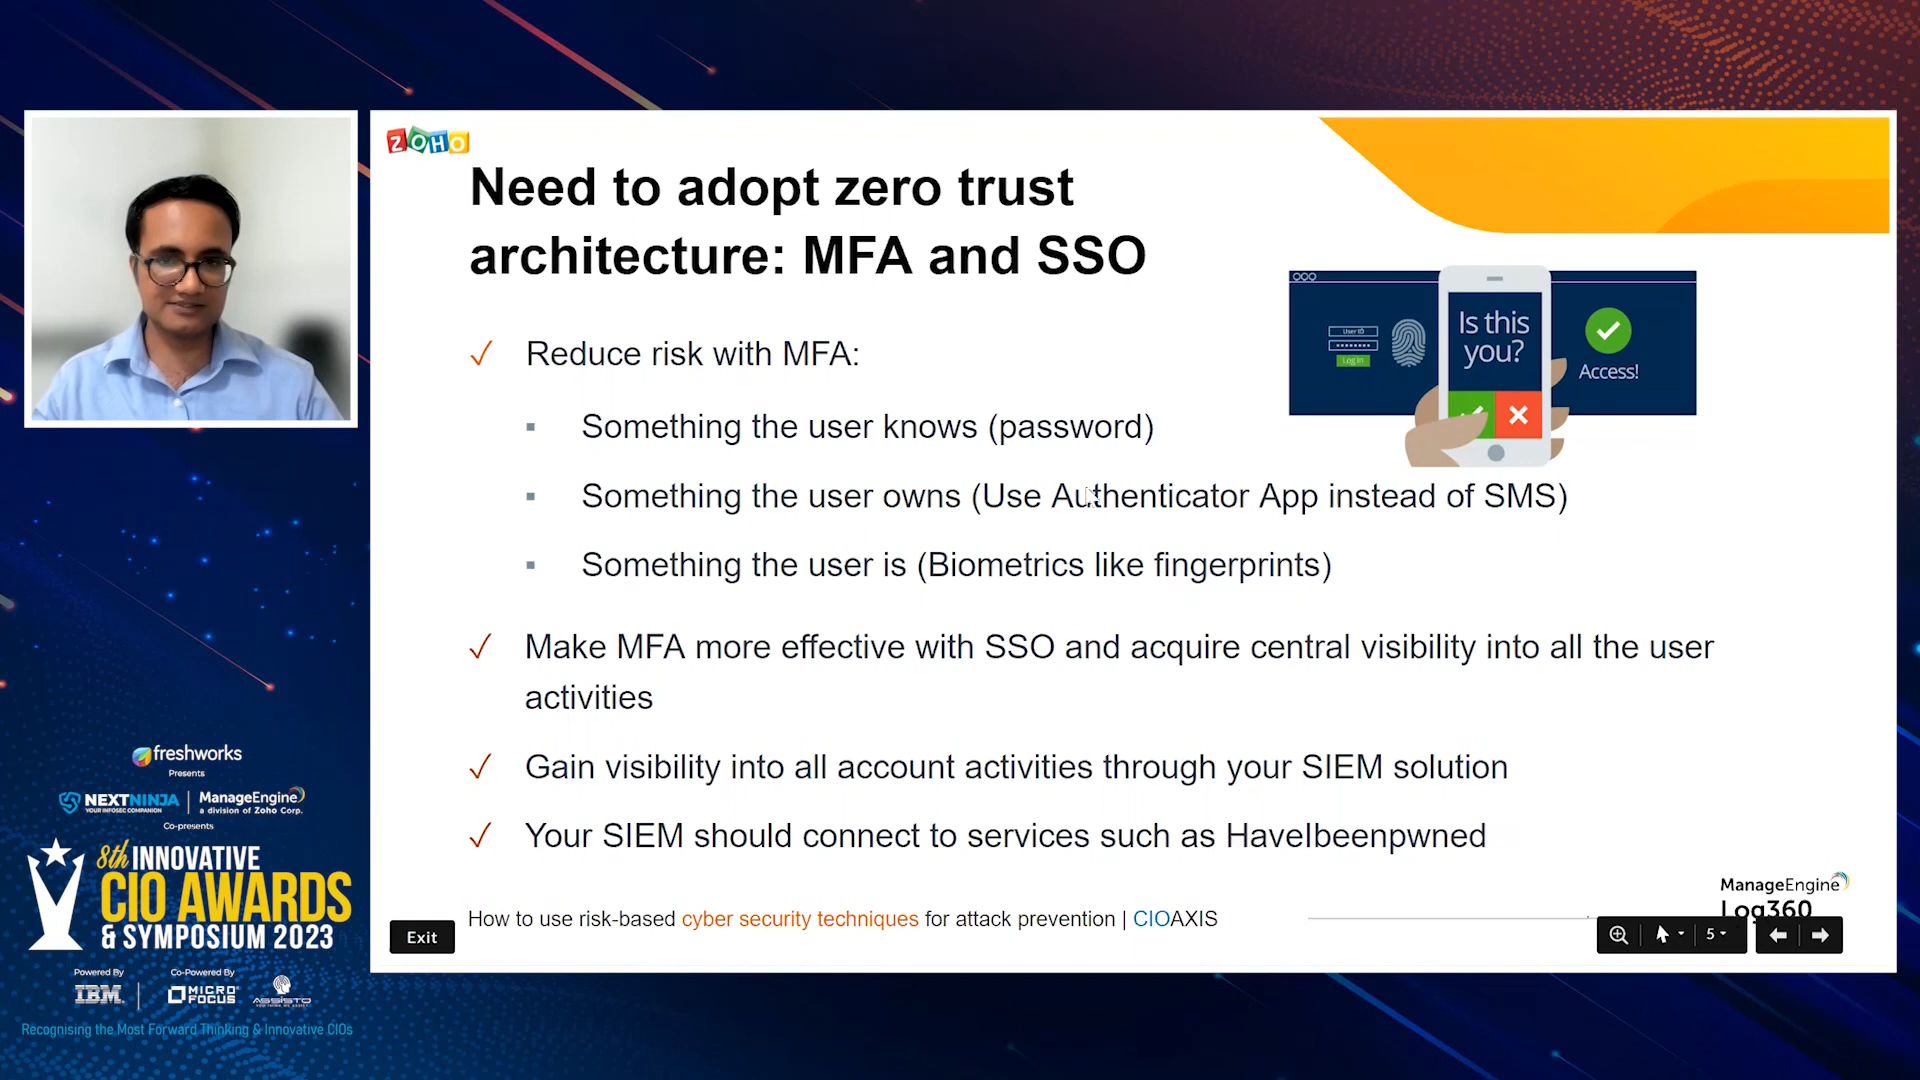 ZOHO
Need to adopt zero trust
architecture: MFA and SSO
✓ Reduce risk with MFA:
▪ Something the user knows (password)
▪ Something the user owns (Use Authenticator App instead of SMS)
▪ Something the user is (Biometrics like fingerprints)
✓ Make MFA more effective with SSO and acquire central visibility into all the user
activities
✓ Gain visibility into all account activities through your SIEM solution
✓ Your SIEM should connect to services such as HaveIbeenpwned
User ID
Log in
Is this
you?
Access!
How to use risk-based cyber security techniques for attack prevention | CIOAXIS
ManageEngine
Log360
Exit
5
freshworks
Presents
NEXTNINJA
YOUR INFOSEC COMPANION
ManageEngine
a division of Zoho Corp.
Co-presents
8th INNOVATIVE
CIO AWARDS
& SYMPOSIUM 2023
Powered By
IBM
Co-Powered By
MICRO
FOCUS
ASSISTO
Recognising the Most Forward Thinking & Innovative CIOs